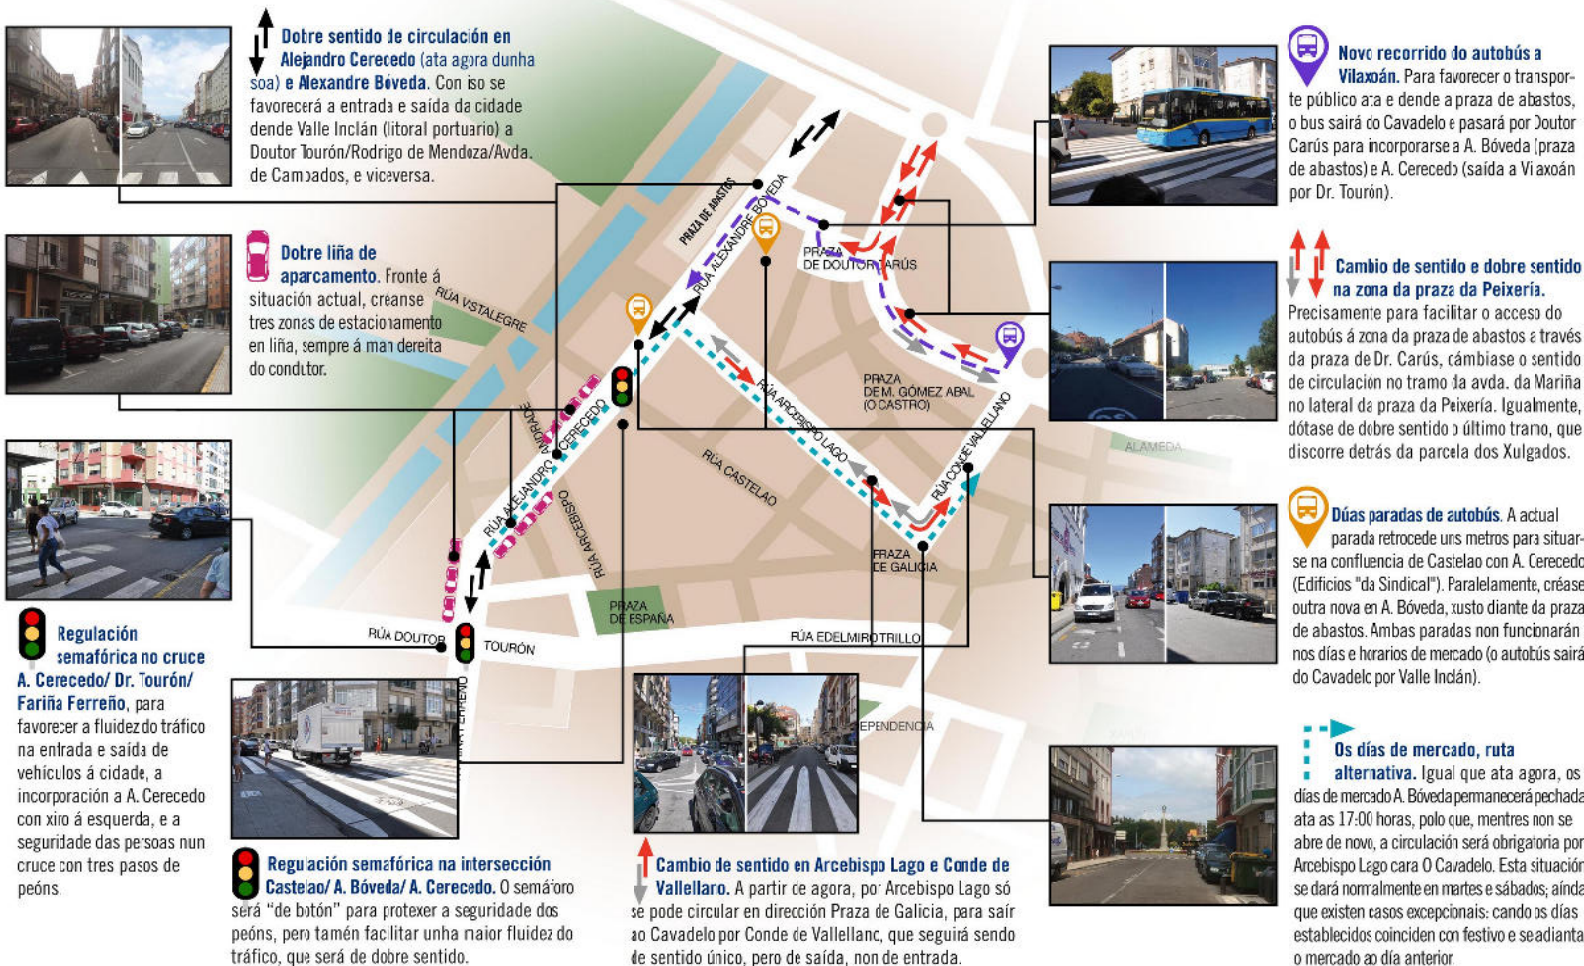 Dobre sentido de circulación en
Alejandro Cerecedo (ata agora dunha
soa) e Alexandre Bóveda. Con iso se
favorecerá a entrada e saída da cidade
dende Valle Inclán (litoral portuario) a
Doutor Tourón/Rodrigo de Mendoza/Avda.
de Cambados, e viceversa.
Dobre liña de
aparcamento. Fronte á
situación actual, créanse
tres zonas de estacionamento
en liña, sempre á man dereita
do condutor.
Regulación
semafórica no cruce
A. Cerecedo/ Dr. Tourón/
Fariña Ferreño, para
favorecer a fluidez do tráfico
na entrada e saída de
vehículos á cidade, a
incorporación a A. Cerecedo
con xiro á esquerda, e a
seguridade das persoas nun
cruce con tres pasos de
peóns.
Regulación semafórica na intersección
Castelao/ A. Bóveda/ A. Cerecedo. O semáforo
será "de botón" para protexer a seguridade dos
peóns, pero tamén facilitar unha maior fluidez do
tráfico, que será de dobre sentido.
Cambio de sentido en Arcebispo Lago e Conde de
Vallellano. A partir de agora, por Arcebispo Lago só
se pode circular en dirección Praza de Galicia, para saír
ao Cavadelo por Conde de Vallellano, que seguirá sendo
de sentido único, pero de saída, non de entrada.
Novo recorrido do autobús a
Vilaxoán. Para favorecer o transpor-
te público ata e dende a praza de abastos,
o bus sairá do Cavadelo e pasará por Doutor
Carús para incorporarse a A. Bóveda (praza
de abastos) e A. Cerecedo (saída a Vilaxoán
por Dr. Tourón).
Cambio de sentido e dobre sentido
na zona da praza da Peixería.
Precisamente para facilitar o acceso do
autobús á zona da praza de abastos a través
da praza de Dr. Carús, cámbiase o sentido
de circulación no tramo da avda. da Mariña
no lateral da praza da Peixería. Igualmente,
dótase de dobre sentido o último tramo, que
discorre detrás da parcela dos Xulgados.
Dúas paradas de autobús. A actual
parada retrocede uns metros para situar-
se na confluencia de Castelao con A. Cerecedo
(Edificios "da Sindical"). Paralelamente, créase
outra nova en A. Bóveda, xusto diante da praza
de abastos. Ambas paradas non funcionarán
nos días e horarios de mercado (o autobús sairá
do Cavadelo por Valle Inclán).
Os días de mercado, ruta
alternativa. Igual que ata agora, os
días de mercado A. Bóveda permanecerá pechada
ata as 17:00 horas, polo que, mentres non se
abre de novo, a circulación será obrigatoria por
Arcebispo Lago cara O Cavadelo. Esta situación
se dará normalmente en martes e sábados; aínda
que existen casos excepcionais: cando os días
establecidos coinciden con festivo e se adianta
o mercado ao día anterior.
PRAZA DE ABASTOS
RÚA ALEXANDRE BÓVEDA
PRAZA
DE DOUTOR CARÚS
RÚA VISTALEGRE
PRAZA
DE M. GÓMEZ ABAL
(O CASTRO)
RÚA ARCEBISPO LAGO
RÚA CONDE VALLELLANO
ALAMEDA
RÚA ALEJANDRO CERECEDO
RÚA ARCEBISPO
ANDRADE
RÚA CASTELAO
PRAZA
DE GALICIA
PRAZA
DE ESPAÑA
RÚA DOUTOR TOURÓN
RÚA EDELMIRO TRILLO
EPENDENCIA